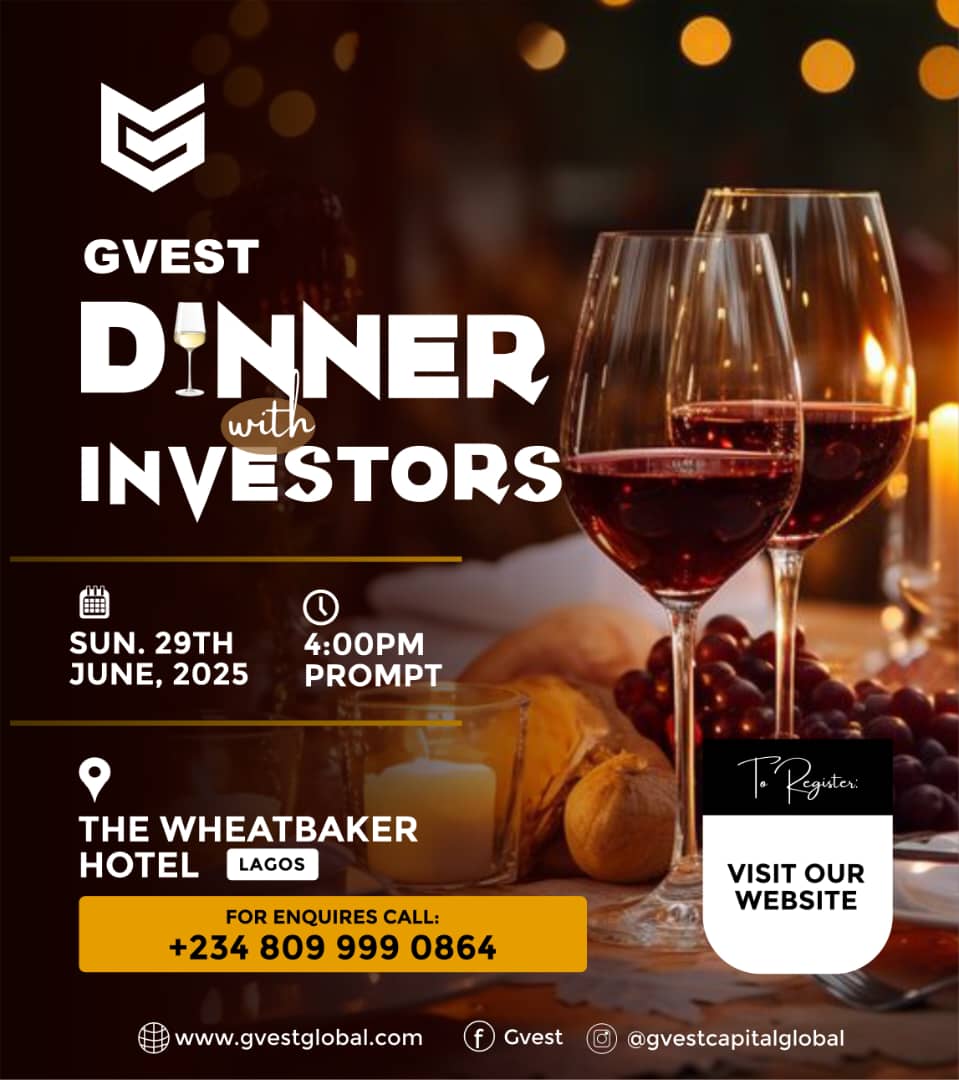 GVEST
DINNER
with
INVESTORS
SUN. 29TH
JUNE, 2025
4:00PM
PROMPT
THE WHEATBAKER
HOTEL LAGOS
FOR ENQUIRES CALL:
+234 809 999 0864
To Register:
VISIT OUR
WEBSITE
www.gvestglobal.com Gvest @gvestcapitalglobal